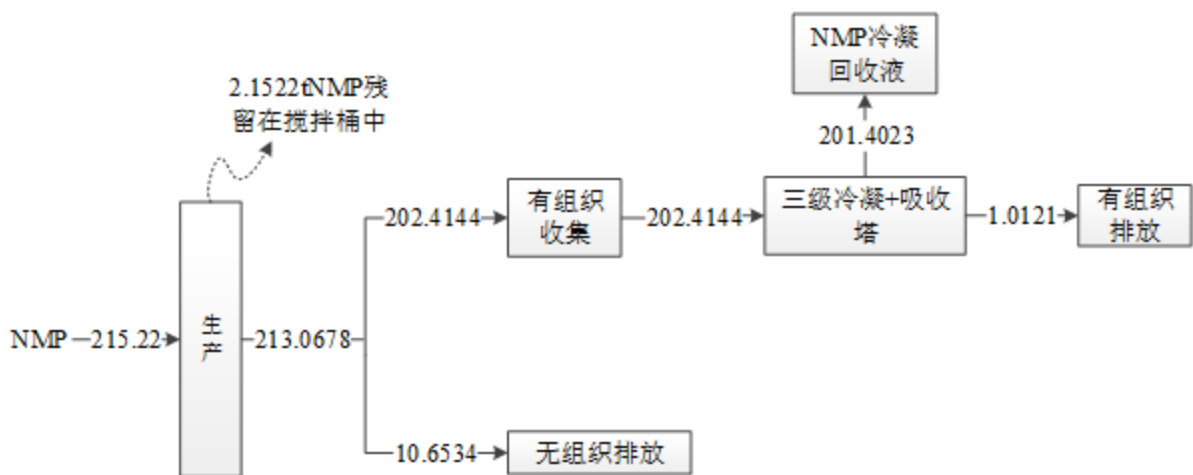 NMP冷凝
回收液
2.1522tNMP残
留在搅拌桶中
201.4023
202.4144
有组织
收集
202.4144
三级冷凝+吸收
塔
1.0121
有组织
排放
NMP
215.22
生
产
213.0678
10.6534
无组织排放